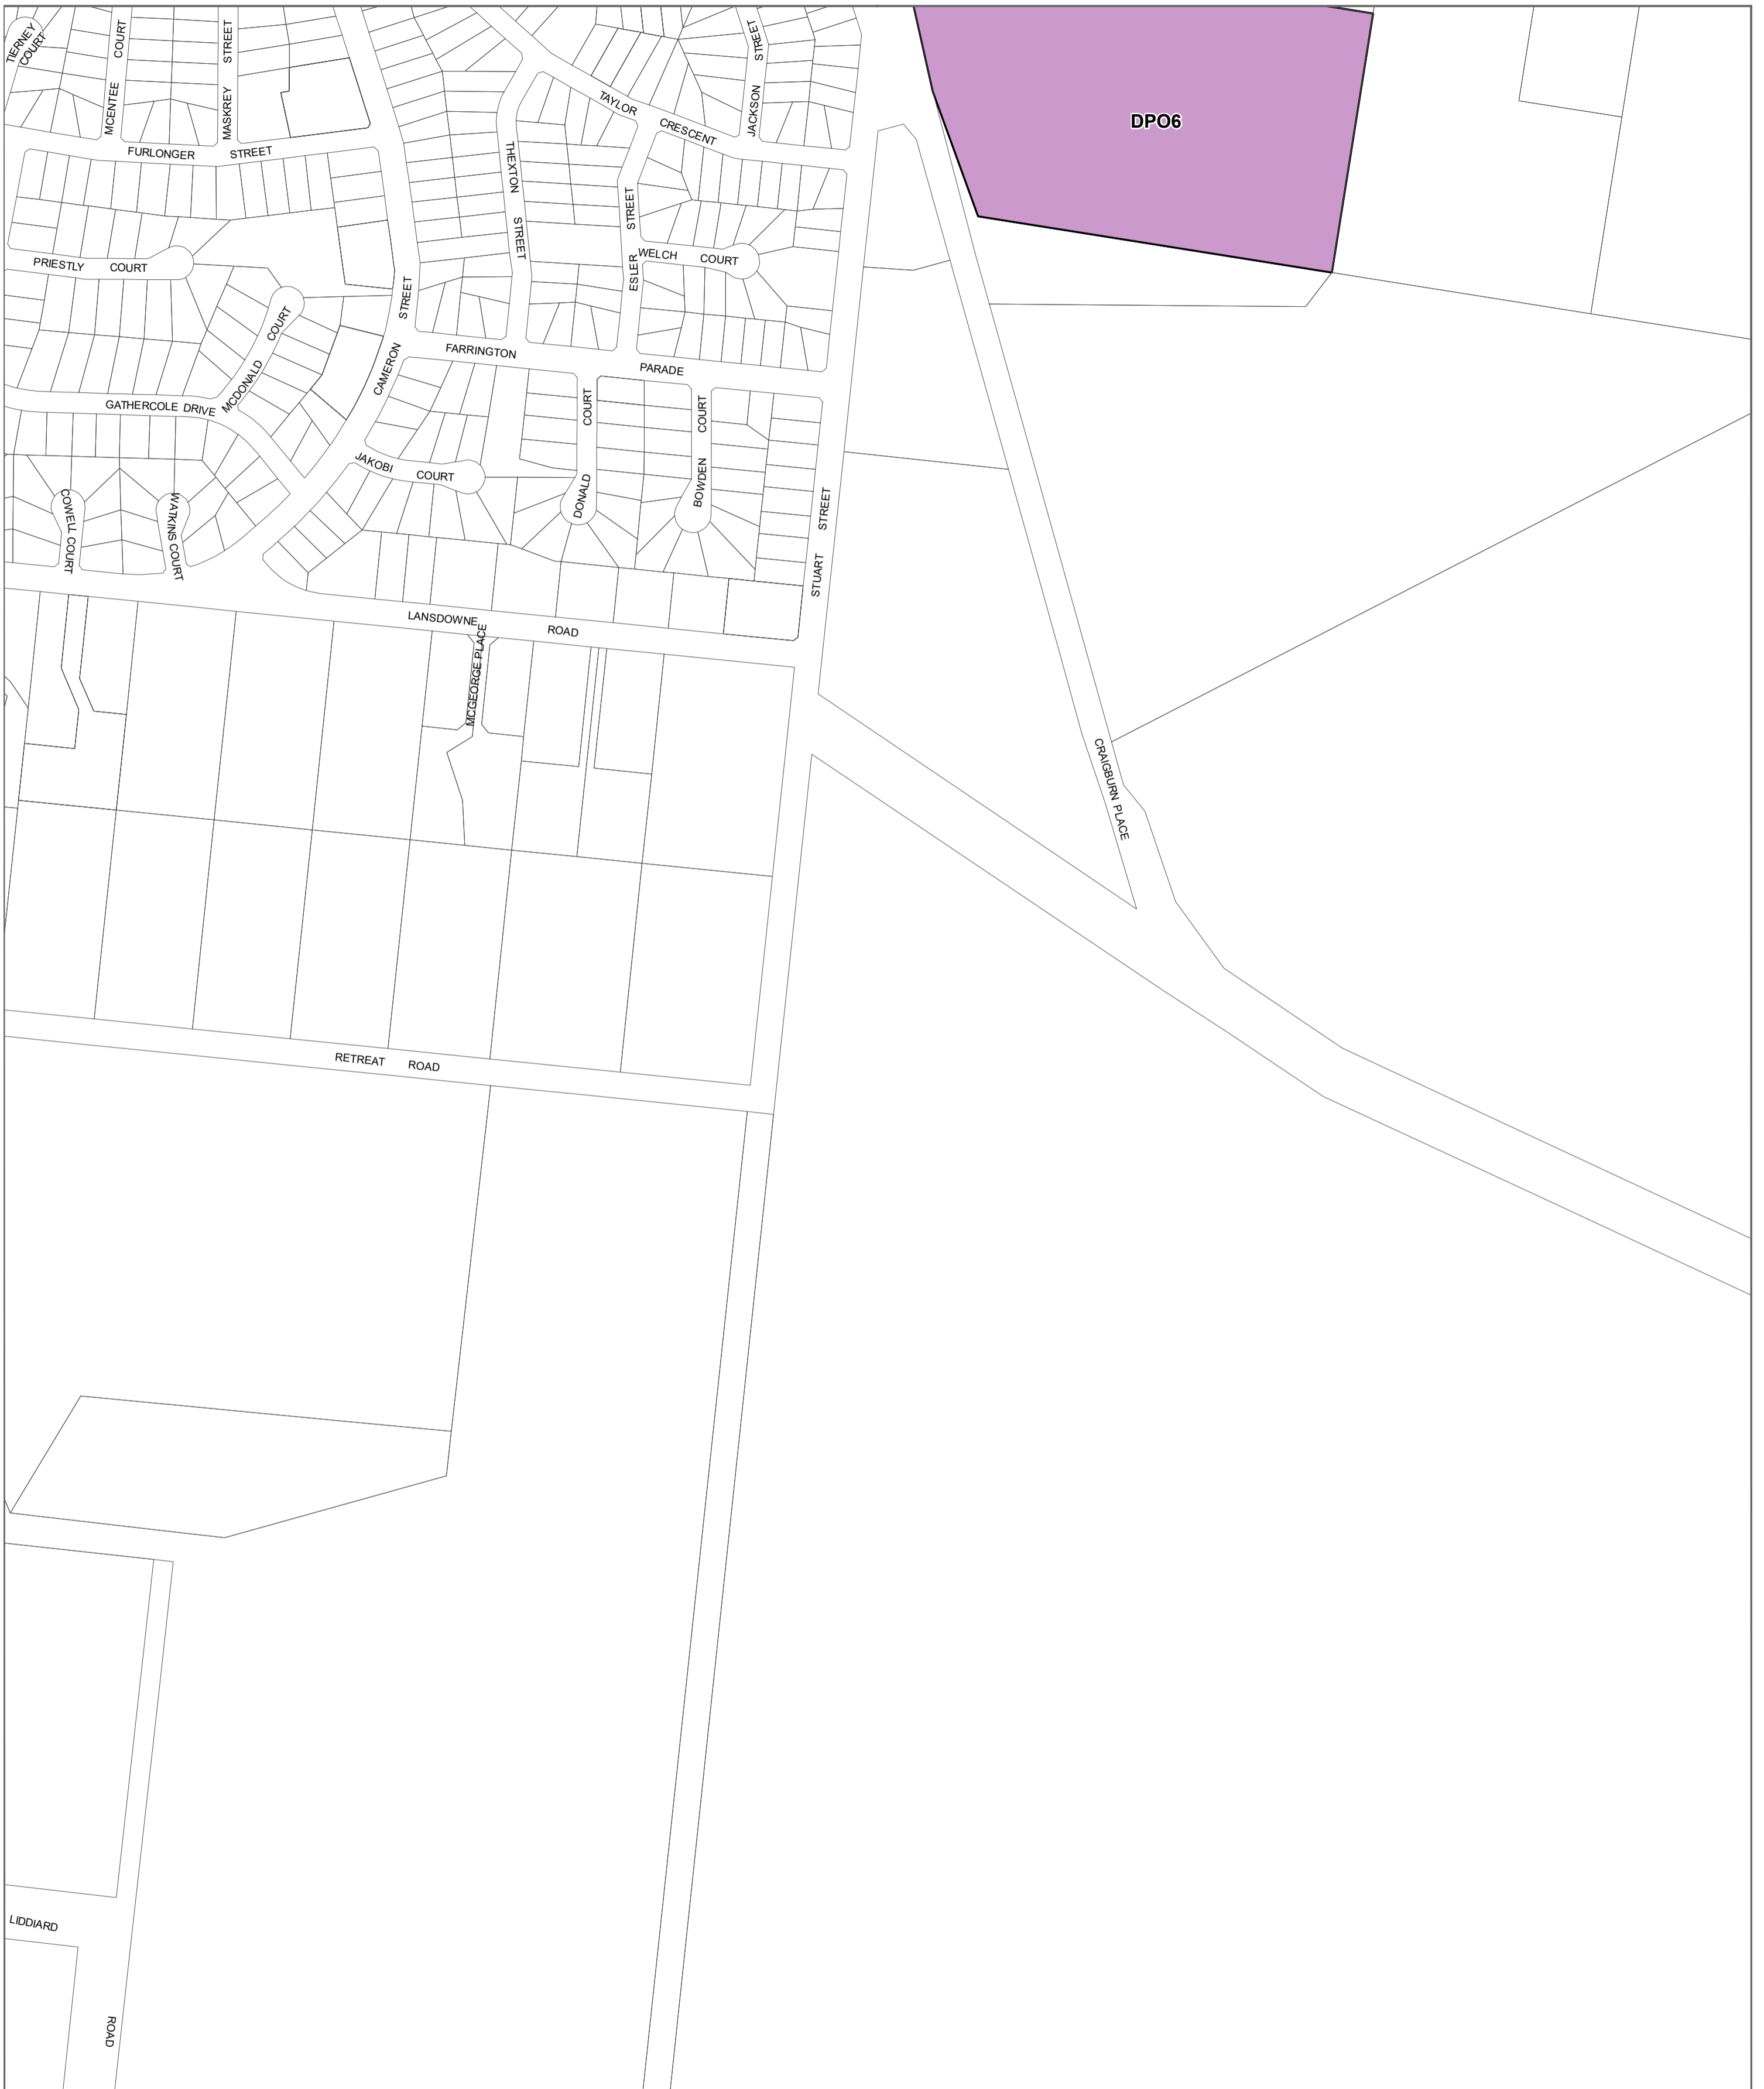 TIERNEY
COURT
MCENTEE COURT
MASKREY STREET
FURLONGER STREET
TAYLOR CRESCENT
JACKSON STREET
DPO6
THEXTON STREET
ESLER STREET
WELCH COURT
PRIESTLY COURT
MCDONALD COURT
CAMERON STREET
FARRINGTON PARADE
GATHERCOLE DRIVE
JAKOBI COURT
DONALD COURT
BOWDEN COURT
COWELL COURT
WATKINS COURT
STUART STREET
LANSDOWNE ROAD
MCGEORGE PLACE
CRAIGBURN PLACE
RETREAT ROAD
LIDDIARD
ROAD